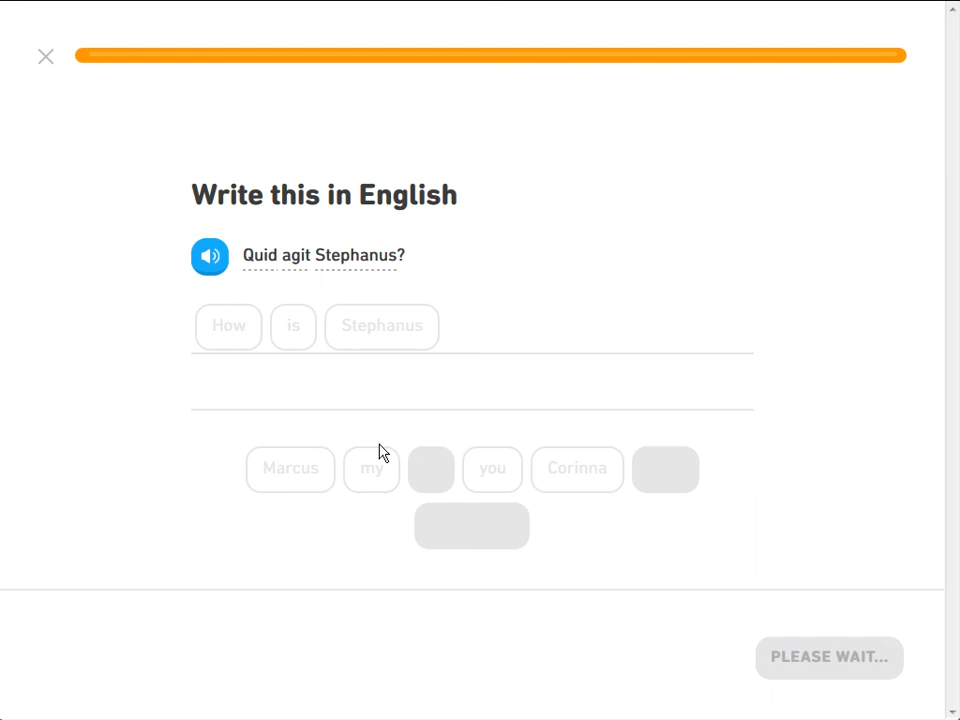 Write this in English
Quid agit Stephanus?
How is Stephanus
Marcus my you Corinna
PLEASE WAIT...